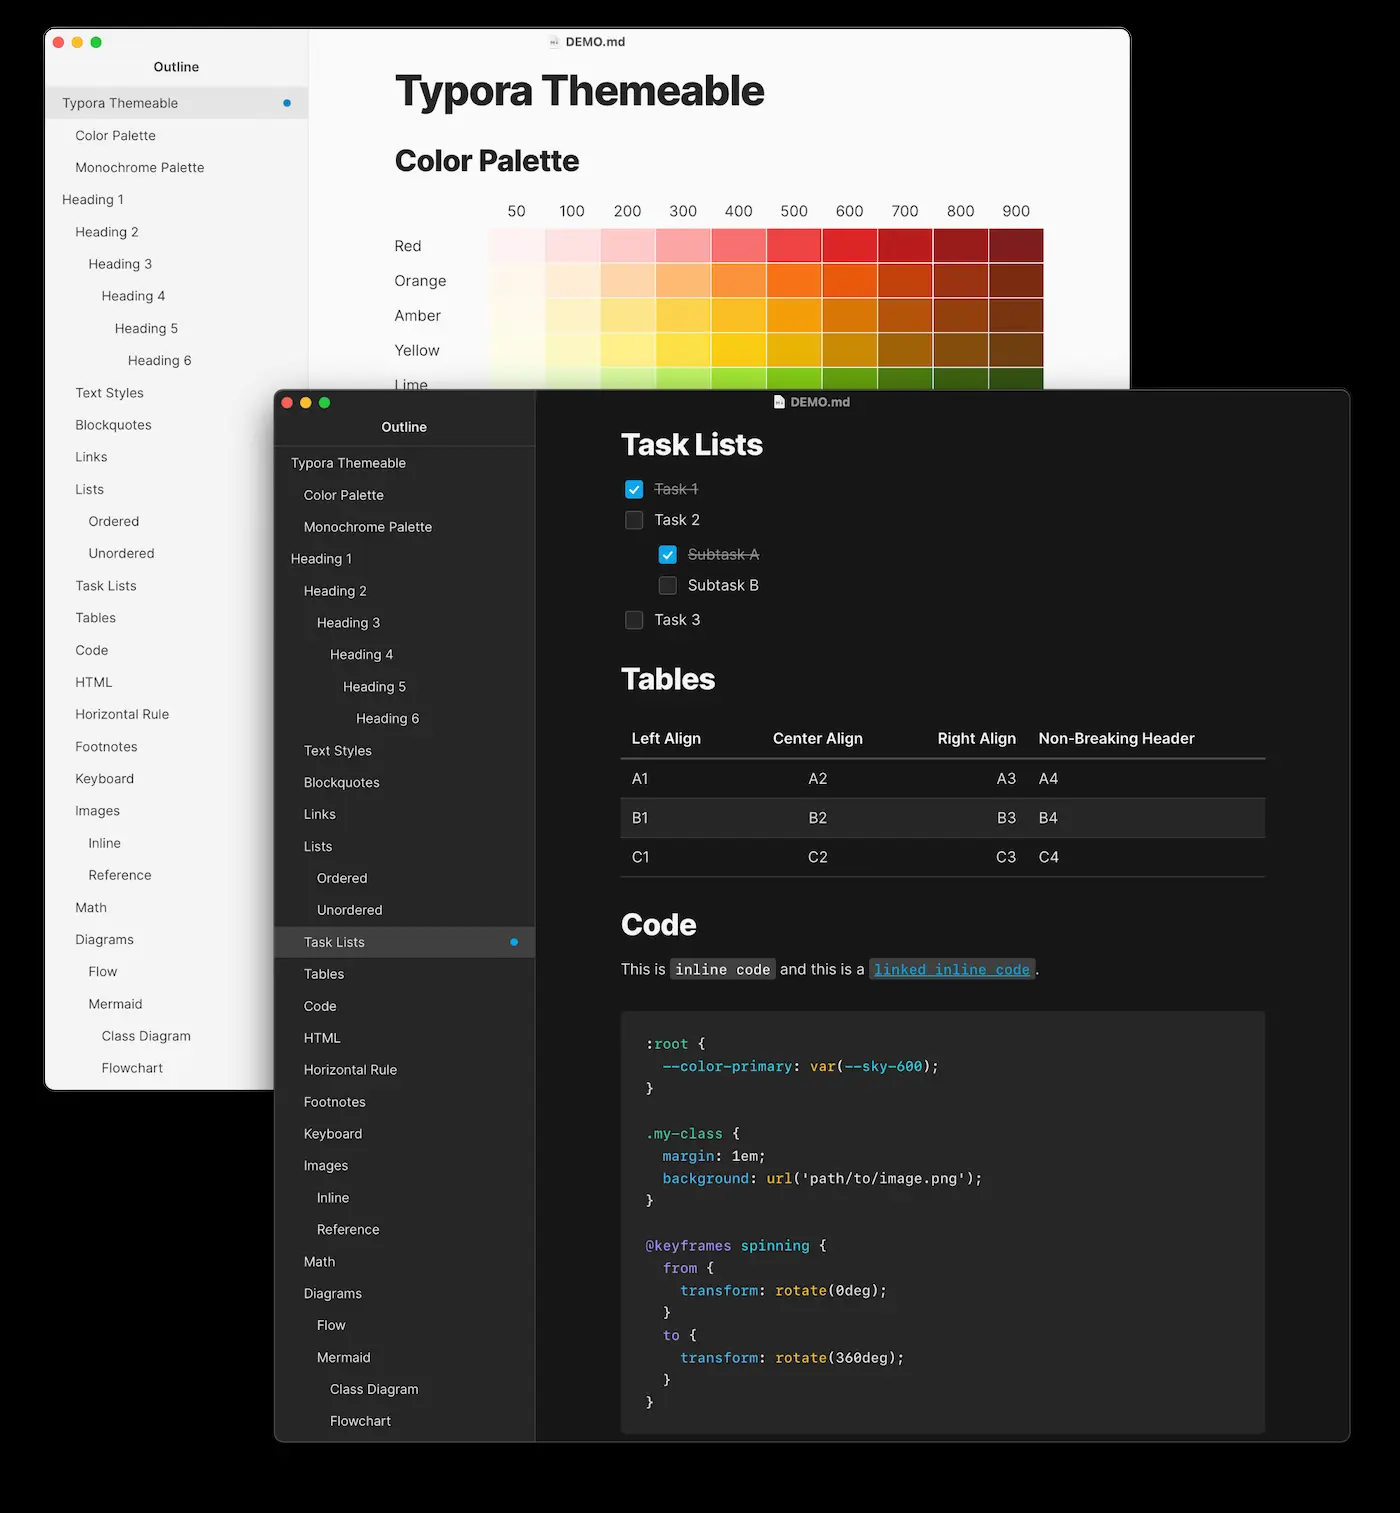 DEMO.md
Outline
Typora Themeable
Color Palette
Monochrome Palette
Heading 1
Heading 2
Heading 3
Heading 4
Heading 5
Heading 6
Text Styles
Blockquotes
Links
Lists
Ordered
Unordered
Task Lists
Tables
Code
HTML
Horizontal Rule
Footnotes
Keyboard
Images
Inline
Reference
Math
Diagrams
Flow
Mermaid
Class Diagram
Flowchart
Typora Themeable
Color Palette
50 100 200 300 400 500 600 700 800 900
Red
Orange
Amber
Yellow
Lime
DEMO.md
Outline
Typora Themeable
Color Palette
Monochrome Palette
Heading 1
Heading 2
Heading 3
Heading 4
Heading 5
Heading 6
Text Styles
Blockquotes
Links
Lists
Ordered
Unordered
Task Lists
Tables
Code
HTML
Horizontal Rule
Footnotes
Keyboard
Images
Inline
Reference
Math
Diagrams
Flow
Mermaid
Class Diagram
Flowchart
Task Lists
Task 1
Task 2
Subtask A
Subtask B
Task 3
Tables
Left Align Center Align Right Align Non-Breaking Header
A1 A2 A3 A4
B1 B2 B3 B4
C1 C2 C3 C4
Code
This is inline code and this is a linked inline code.
:root {
  --color-primary: var(--sky-600);
}
.my-class {
  margin: 1em;
  background: url('path/to/image.png');
}
@keyframes spinning {
  from {
    transform: rotate(0deg);
  }
  to {
    transform: rotate(360deg);
  }
}